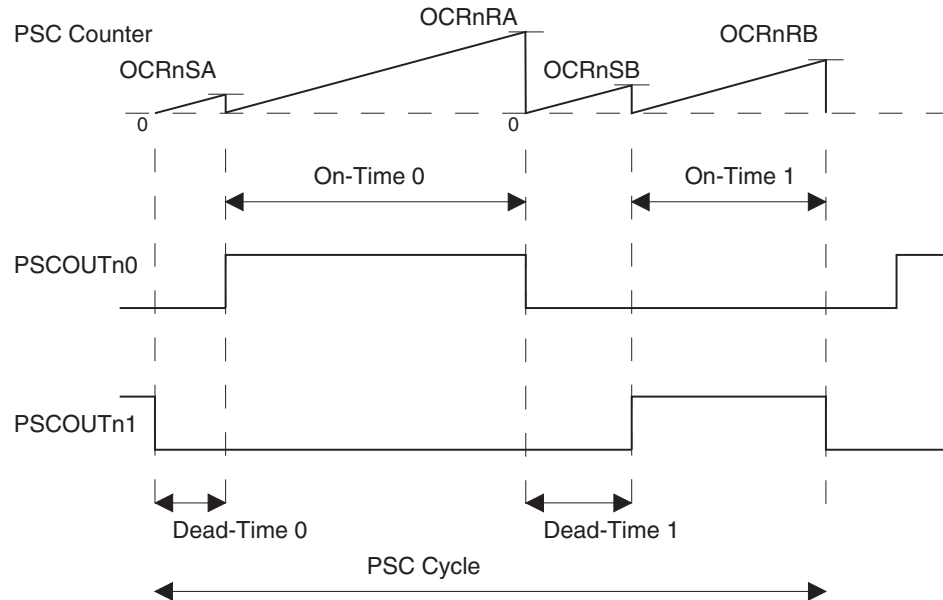 OCRnRA
PSC Counter
OCRnRB
OCRnSA
OCRnSB
0
0
On-Time 0
On-Time 1
PSCOUTn0
PSCOUTn1
Dead-Time 0
Dead-Time 1
PSC Cycle